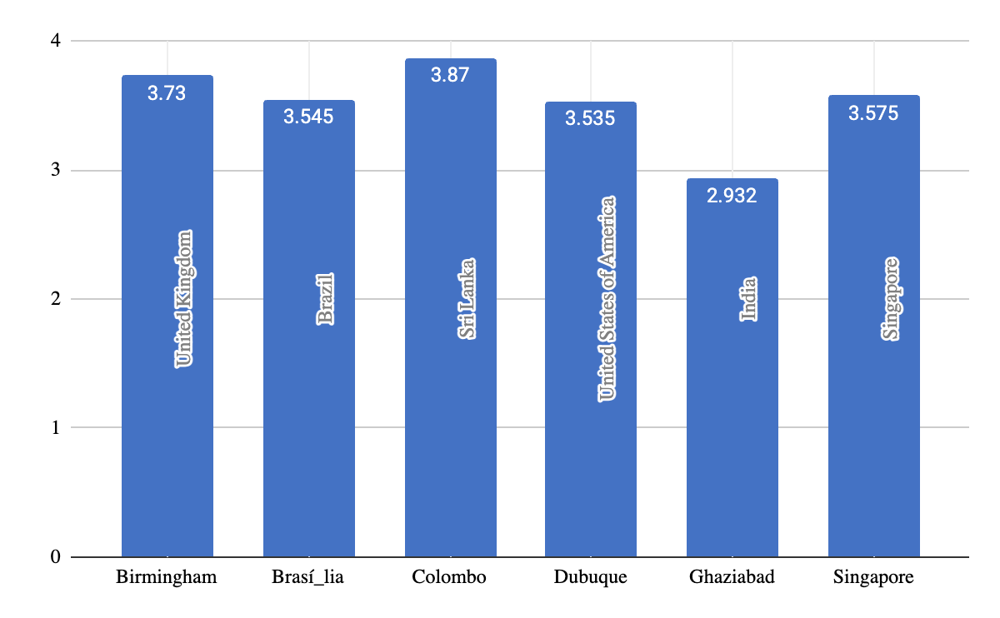 4
3
2
1
0
3.73
3.545
3.87
3.535
2.932
3.575
United Kingdom
Brazil
Sri Lanka
United States of America
India
Singapore
Birmingham
Brasí_lia
Colombo
Dubuque
Ghaziabad
Singapore